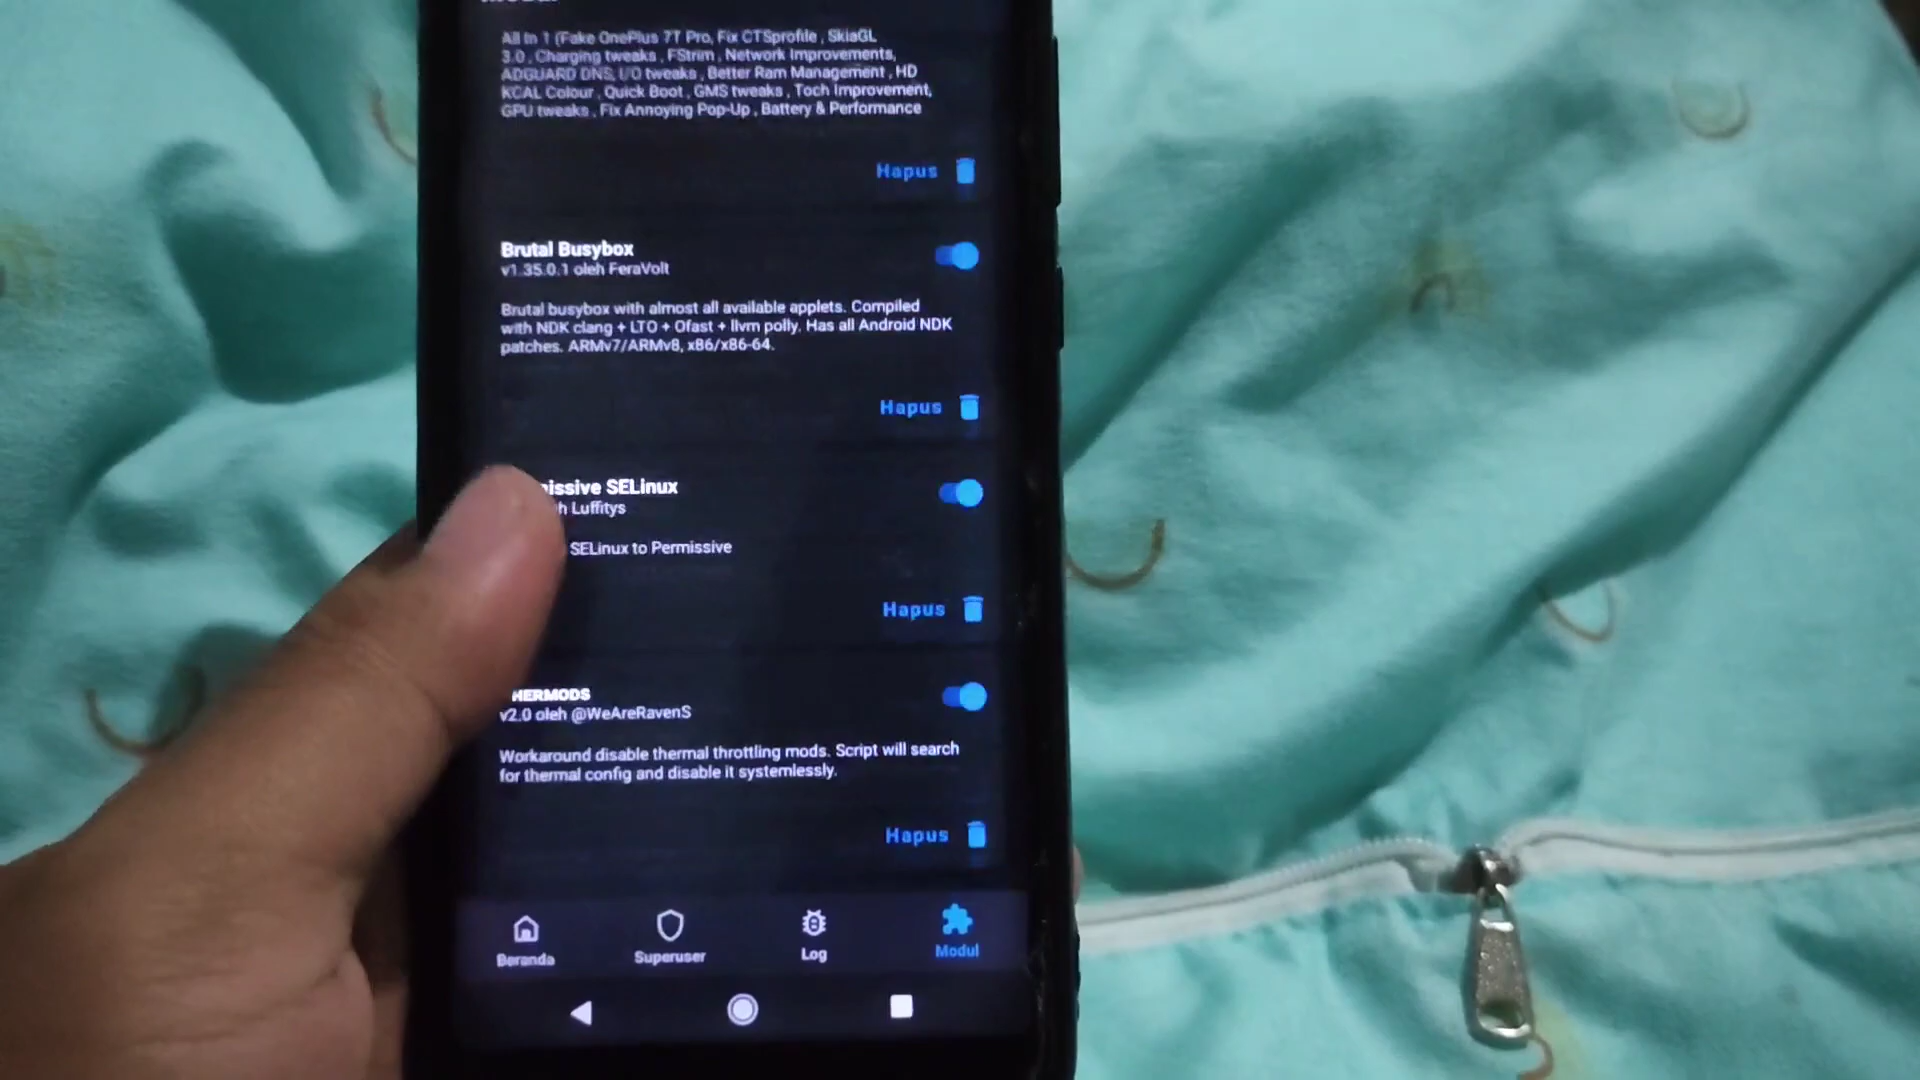 All In 1 (Fake OnePlus 7T Pro, Fix CTSprofile , SkiaGL
3.0 , Charging tweaks , FStrim , Network Improvements,
ADGUARD DNS, I/O tweaks , Better Ram Management , HD
KCAL Colour , Quick Boot , GMS tweaks , Toch Improvement,
GPU tweaks , Fix Annoying Pop-Up , Battery & Performance
Hapus
Brutal Busybox
v1.35.0.1 oleh FeraVolt
Brutal busybox with almost all available applets. Compiled
with NDK clang + LTO + Ofast + llvm polly. Has all Android NDK
patches. ARMv7/ARMv8, x86/x86-64.
Hapus
SELinux
Luffitys
SELinux to Permissive
Hapus
HERMODS
v2.0 oleh @WeAreRavenS
Workaround disable thermal throttling mods. Script will search
for thermal config and disable it systemlessly.
Hapus
Beranda Superuser Log Modul